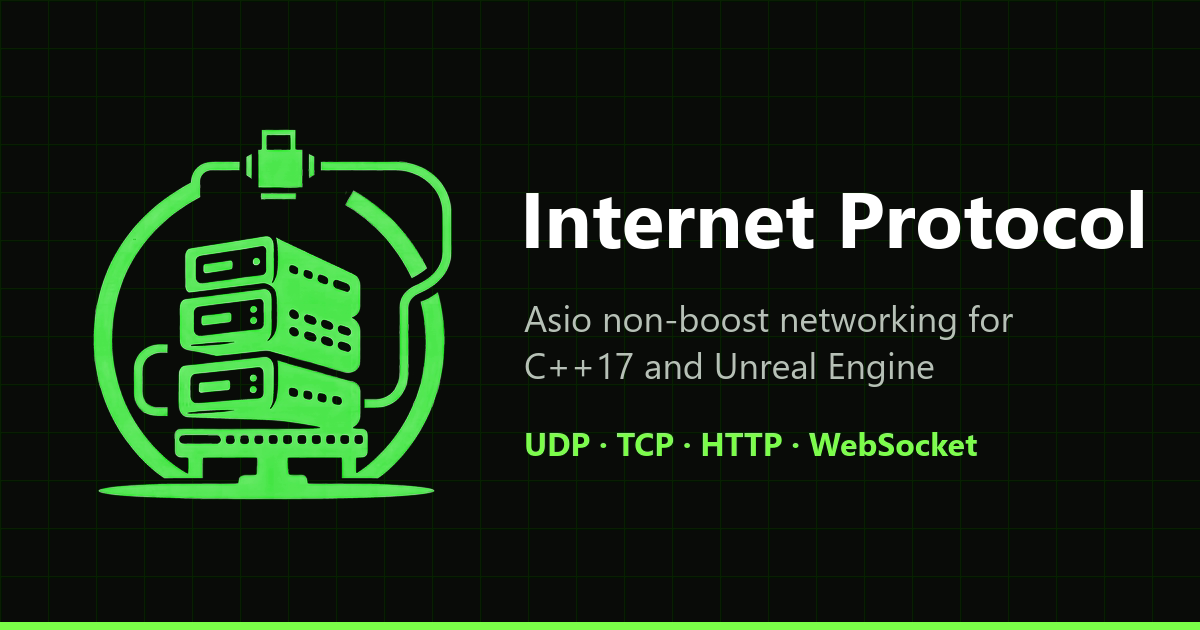 Internet Protocol
Asio non-boost networking for
C++17 and Unreal Engine
UDP · TCP · HTTP · WebSocket